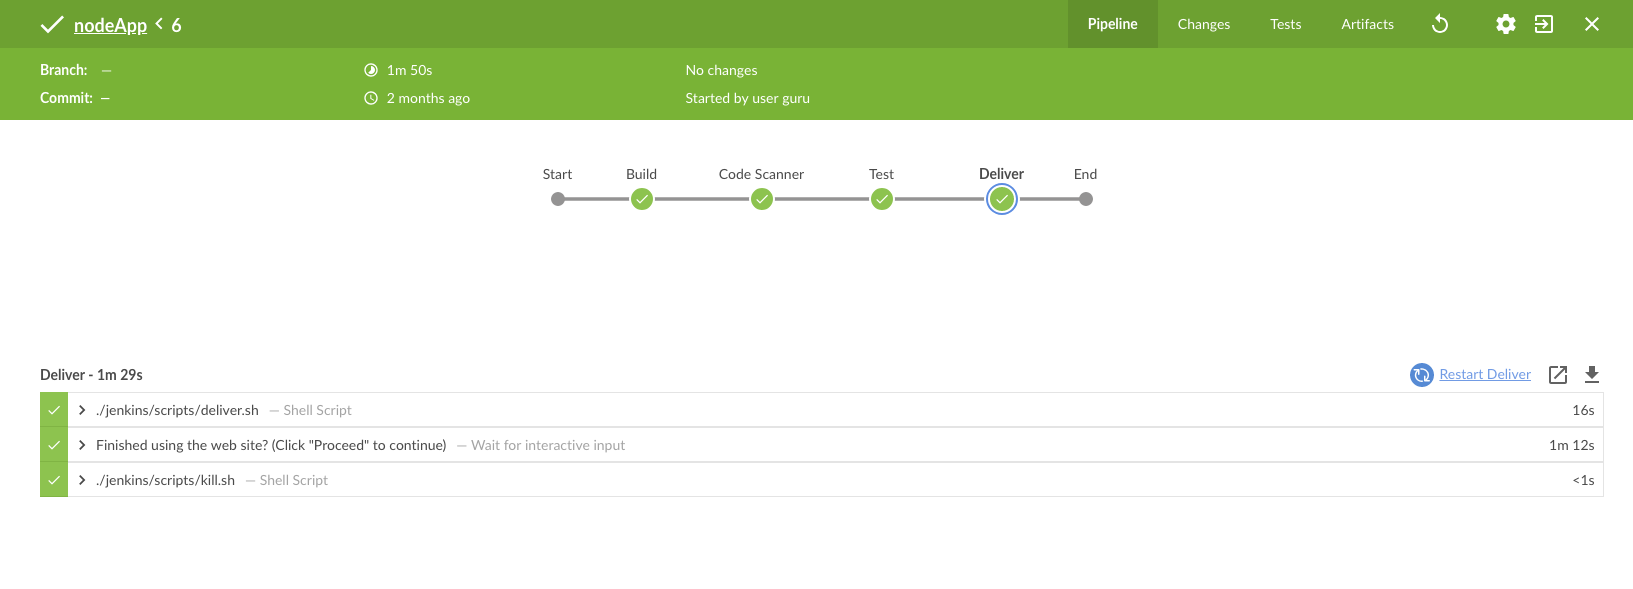 nodeApp < 6 Pipeline Changes Tests Artifacts
Branch: — 1m 50s No changes
Commit: — 2 months ago Started by user guru
Start Build Code Scanner Test Deliver End
Deliver - 1m 29s Restart Deliver
./jenkins/scripts/deliver.sh — Shell Script 16s
Finished using the web site? (Click "Proceed" to continue) — Wait for interactive input 1m 12s
./jenkins/scripts/kill.sh — Shell Script <1s